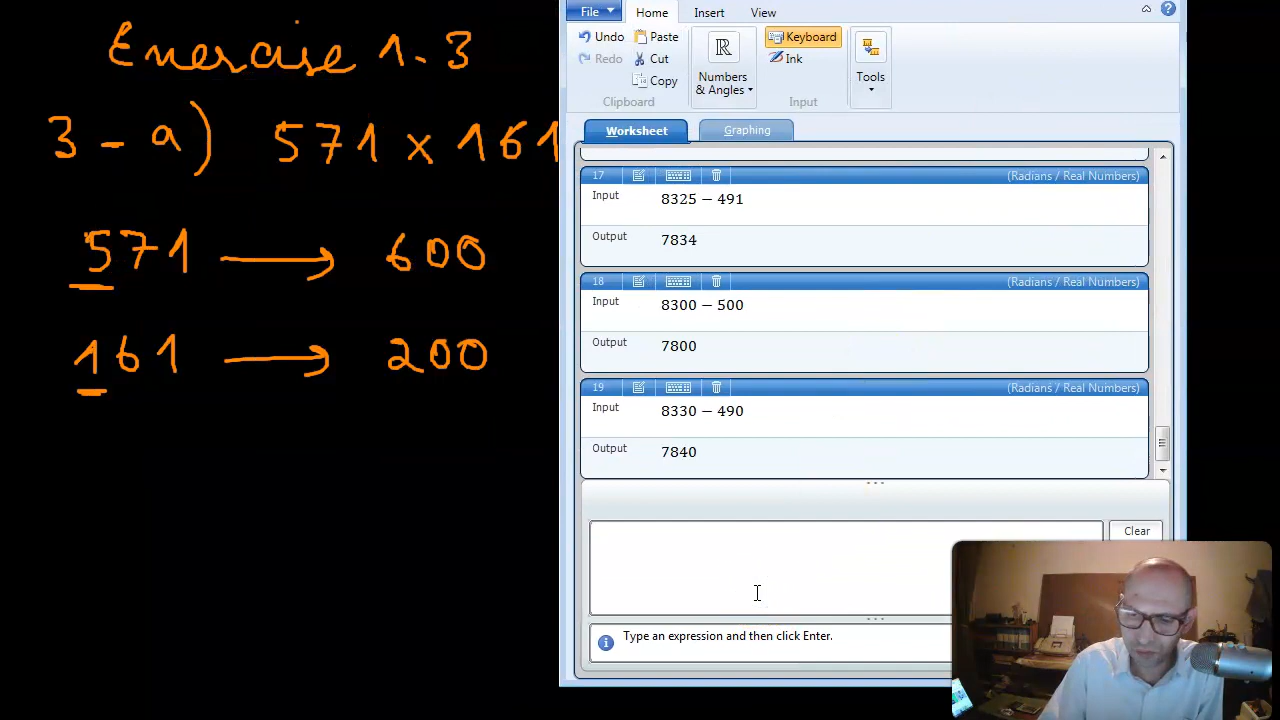 Exercise 1.3
3 - a) 571 x 161
571 → 600
161 → 200
File Home Insert View
Undo Paste
Redo Cut
Copy
Clipboard
ℝ
Numbers & Angles
Keyboard
Ink
Input
Tools
Worksheet Graphing
17 (Radians / Real Numbers)
Input 8325 − 491
Output 7834
18 (Radians / Real Numbers)
Input 8300 − 500
Output 7800
19 (Radians / Real Numbers)
Input 8330 − 490
Output 7840
Clear
Type an expression and then click Enter.